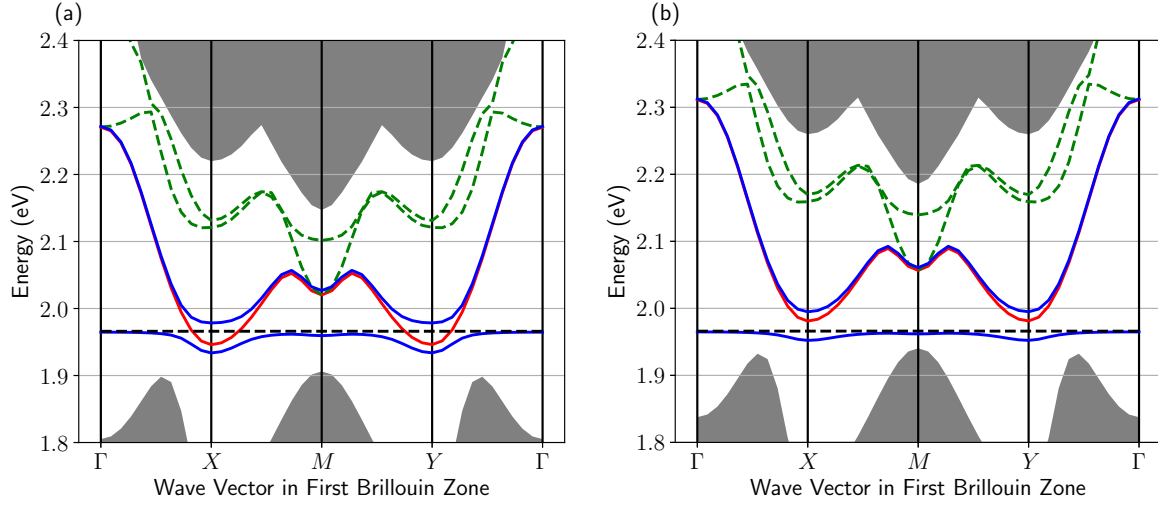 (a)
2.4
2.3
2.2
2.1
2.0
1.9
1.8
Energy (eV)
Γ X M Y Γ
Wave Vector in First Brillouin Zone
(b)
2.4
2.3
2.2
2.1
2.0
1.9
1.8
Energy (eV)
Γ X M Y Γ
Wave Vector in First Brillouin Zone